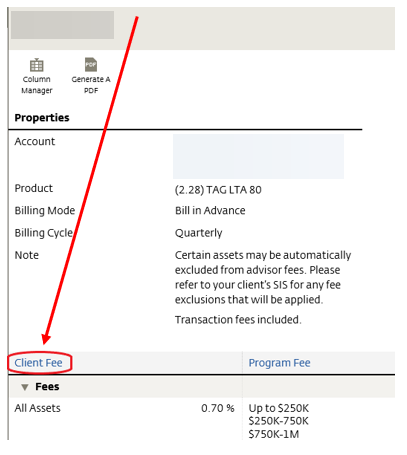 Column Manager
Generate A PDF
Properties
Account
Product (2.28) TAG LTA 80
Billing Mode Bill in Advance
Billing Cycle Quarterly
Note Certain assets may be automatically
excluded from advisor fees. Please
refer to your client's SIS for any fee
exclusions that will be applied.
Transaction fees included.
Client Fee Program Fee
Fees
All Assets 0.70 % Up to $250K
$250K-750K
$750K-1M